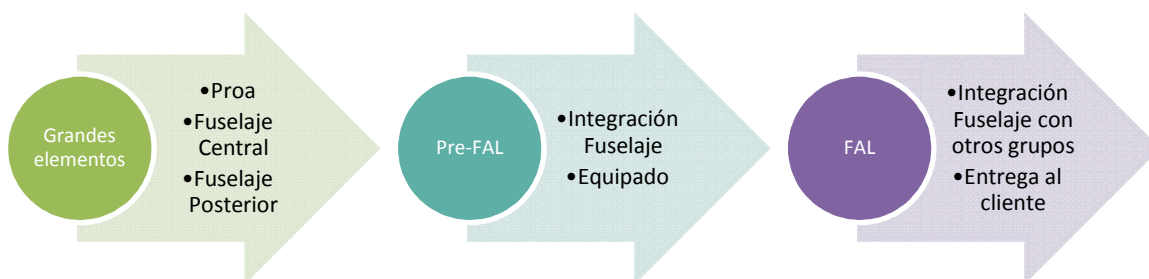 Grandes
elementos
•Proa
•Fuselaje
Central
•Fuselaje
Posterior
Pre-FAL
•Integración
Fuselaje
•Equipado
FAL
•Integración
Fuselaje con
otros grupos
•Entrega al
cliente